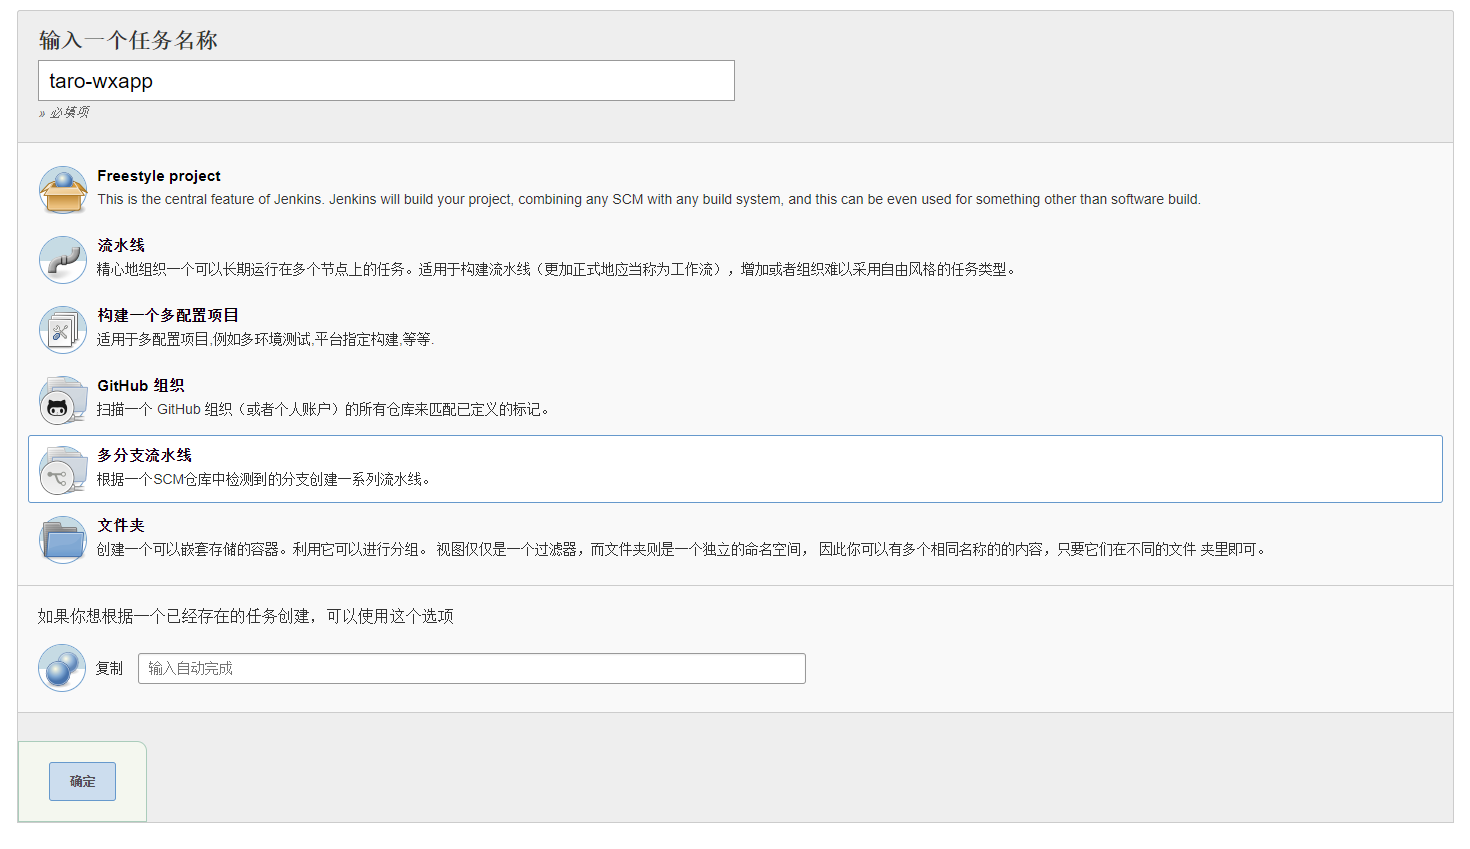 输入一个任务名称
taro-wxapp
» 必填项
Freestyle project
This is the central feature of Jenkins. Jenkins will build your project, combining any SCM with any build system, and this can be even used for something other than software build.
流水线
精心地组织一个可以长期运行在多个节点上的任务。适用于构建流水线（更加正式地应当称为工作流），增加或者组织难以采用自由风格的任务类型。
构建一个多配置项目
适用于多配置项目,例如多环境测试,平台指定构建,等等.
GitHub 组织
扫描一个 GitHub 组织（或者个人账户）的所有仓库来匹配已定义的标记。
多分支流水线
根据一个SCM仓库中检测到的分支创建一系列流水线。
文件夹
创建一个可以嵌套存储的容器。利用它可以进行分组。 视图仅仅是一个过滤器，而文件夹则是一个独立的命名空间， 因此你可以有多个相同名称的的内容，只要它们在不同的文件 夹里即可。
如果你想根据一个已经存在的任务创建，可以使用这个选项
复制 输入自动完成
确定